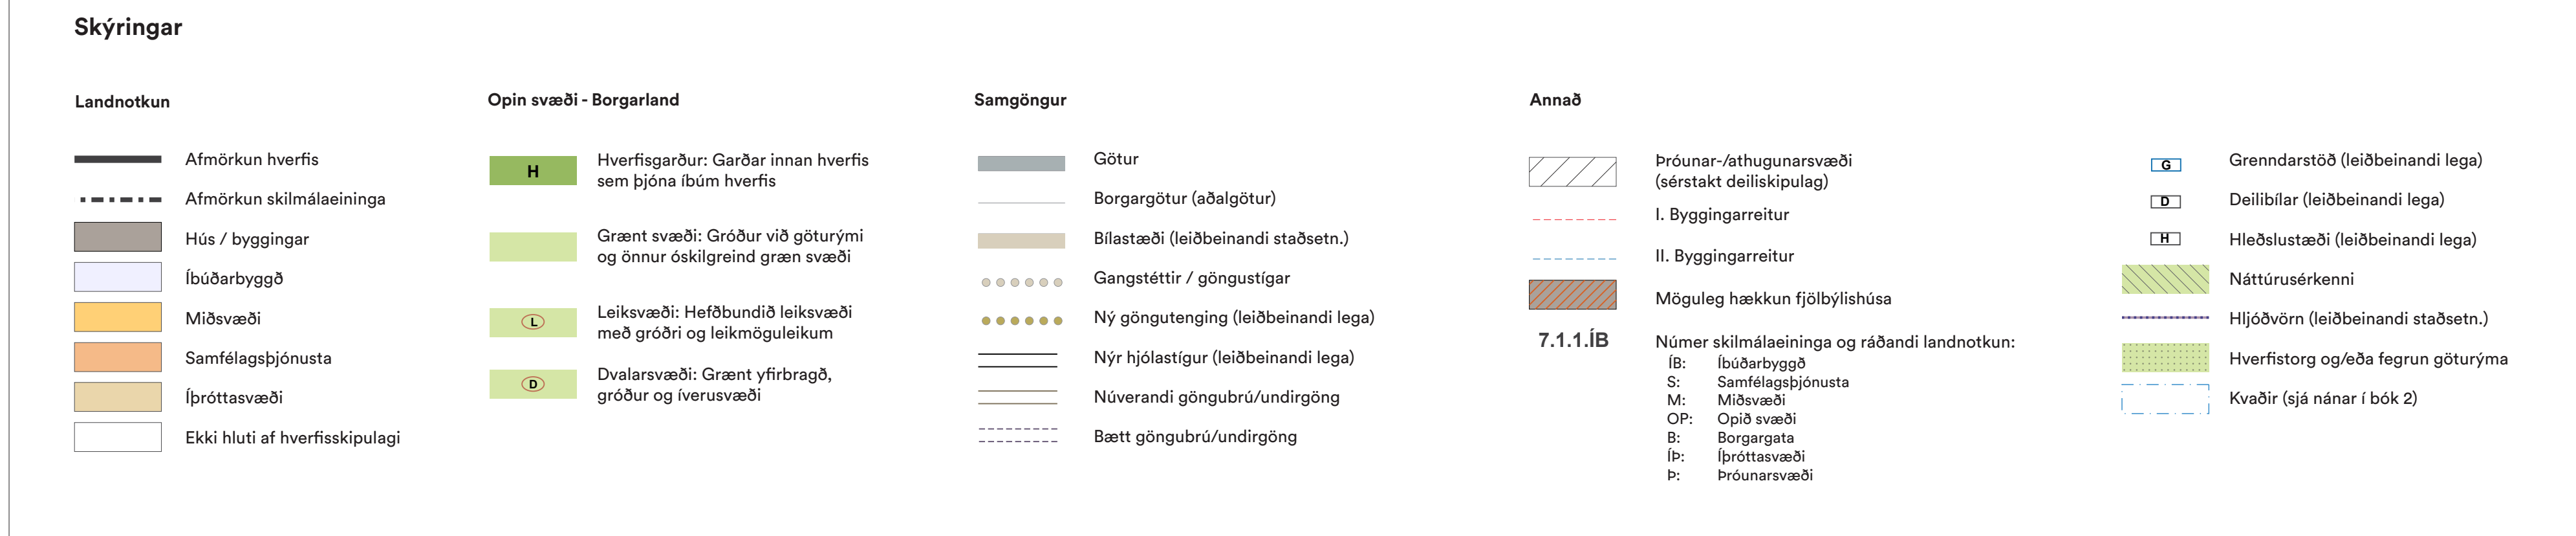 Skýringar
Landnotkun
Afmörkun hverfis
Afmörkun skilmálaeininga
Hús / byggingar
Íbúðarbyggð
Miðsvæði
Samfélagsþjónusta
Íþróttasvæði
Ekki hluti af hverfisskipulagi
Opin svæði - Borgarland
H
Hverfisgarður: Garðar innan hverfis
sem þjóna íbúm hverfis
Grænt svæði: Gróður við göturými
og önnur óskilgreind græn svæði
L
Leiksvæði: Hefðbundið leiksvæði
með gróðri og leikmöguleikum
D
Dvalarsvæði: Grænt yfirbragð,
gróður og íverusvæði
Samgöngur
Götur
Borgargötur (aðalgötur)
Bílastæði (leiðbeinandi staðsetn.)
Gangstéttir / göngustígar
Ný göngutenging (leiðbeinandi lega)
Nýr hjólastígur (leiðbeinandi lega)
Núverandi göngubrú/undirgöng
Bætt göngubrú/undirgöng
Annað
Þróunar-/athugunarsvæði
(sérstakt deiliskipulag)
I. Byggingarreitur
II. Byggingarreitur
Möguleg hækkun fjölbýlishúsa
7.1.1.ÍB
Númer skilmálaeininga og ráðandi landnotkun:
ÍB: Íbúðarbyggð
S: Samfélagsþjónusta
M: Miðsvæði
OP: Opið svæði
B: Borgargata
ÍÞ: Íþróttasvæði
Þ: Þróunarsvæði
G Grenndarstöð (leiðbeinandi lega)
D Deilibílar (leiðbeinandi lega)
H Hleðslustæði (leiðbeinandi lega)
Náttúrusérkenni
Hljóðvörn (leiðbeinandi staðsetn.)
Hverfistorg og/eða fegrun göturýma
Kvaðir (sjá nánar í bók 2)